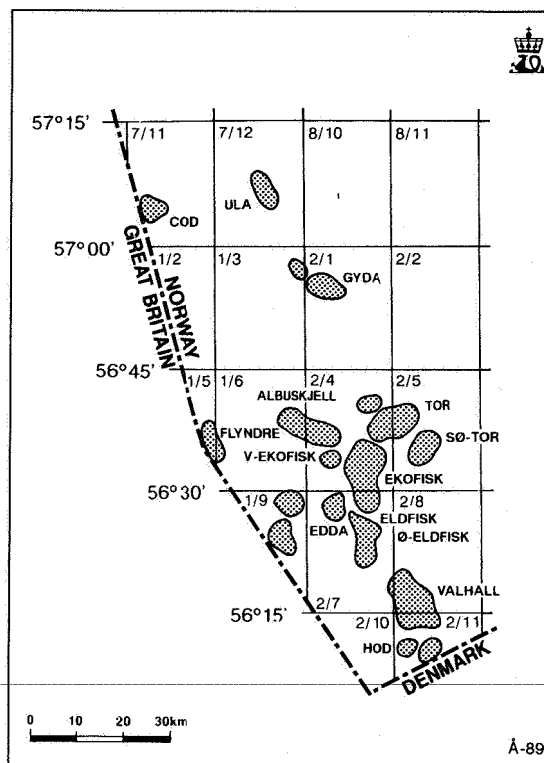 57°15'
7/11
7/12
8/10
8/11
ULA
COD
57°00'
1/2
1/3
2/1
2/2
GYDA
GREAT BRITAIN
NORWAY
56°45'
1/5
1/6
2/4
2/5
ALBUSKJELL
TOR
FLYNDRE
SØ-TOR
V-EKOFISK
EKOFISK
56°30'
1/9
2/8
EDDA
ELDFISK
Ø-ELDFISK
VALHALL
56°15'
2/7
2/10
2/11
HOD
DENMARK
0 10 20 30km
Å-89